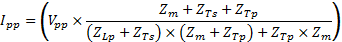 I_pp = (V_pp × (Z_m + Z_Ts + Z_Tp) / ((Z_Lp + Z_Ts) × (Z_m + Z_Tp) + Z_Tp × Z_m))